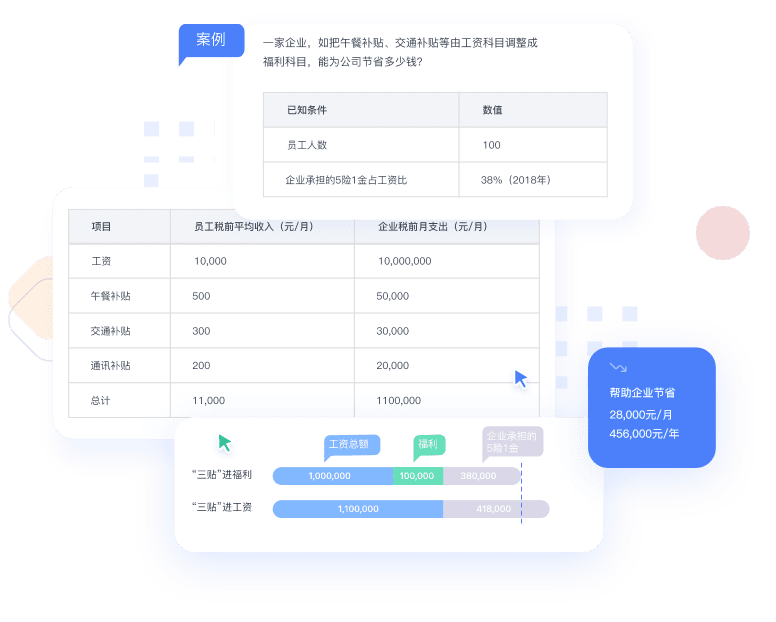 案例
一家企业，如把午餐补贴、交通补贴等由工资科目调整成
福利科目，能为公司节省多少钱?
已知条件 数值
员工人数 100
企业承担的5险1金占工资比 38%（2018年）
项目 员工税前平均收入（元/月） 企业税前月支出（元/月）
工资 10,000 10,000,000
午餐补贴 500 50,000
交通补贴 300 30,000
通讯补贴 200 20,000
总计 11,000 1100,000
帮助企业节省
28,000元/月
456,000元/年
工资总额 福利 企业承担的
5险1金
“三贴”进福利 1,000,000 100,000 380,000
“三贴”进工资 1,100,000 418,000